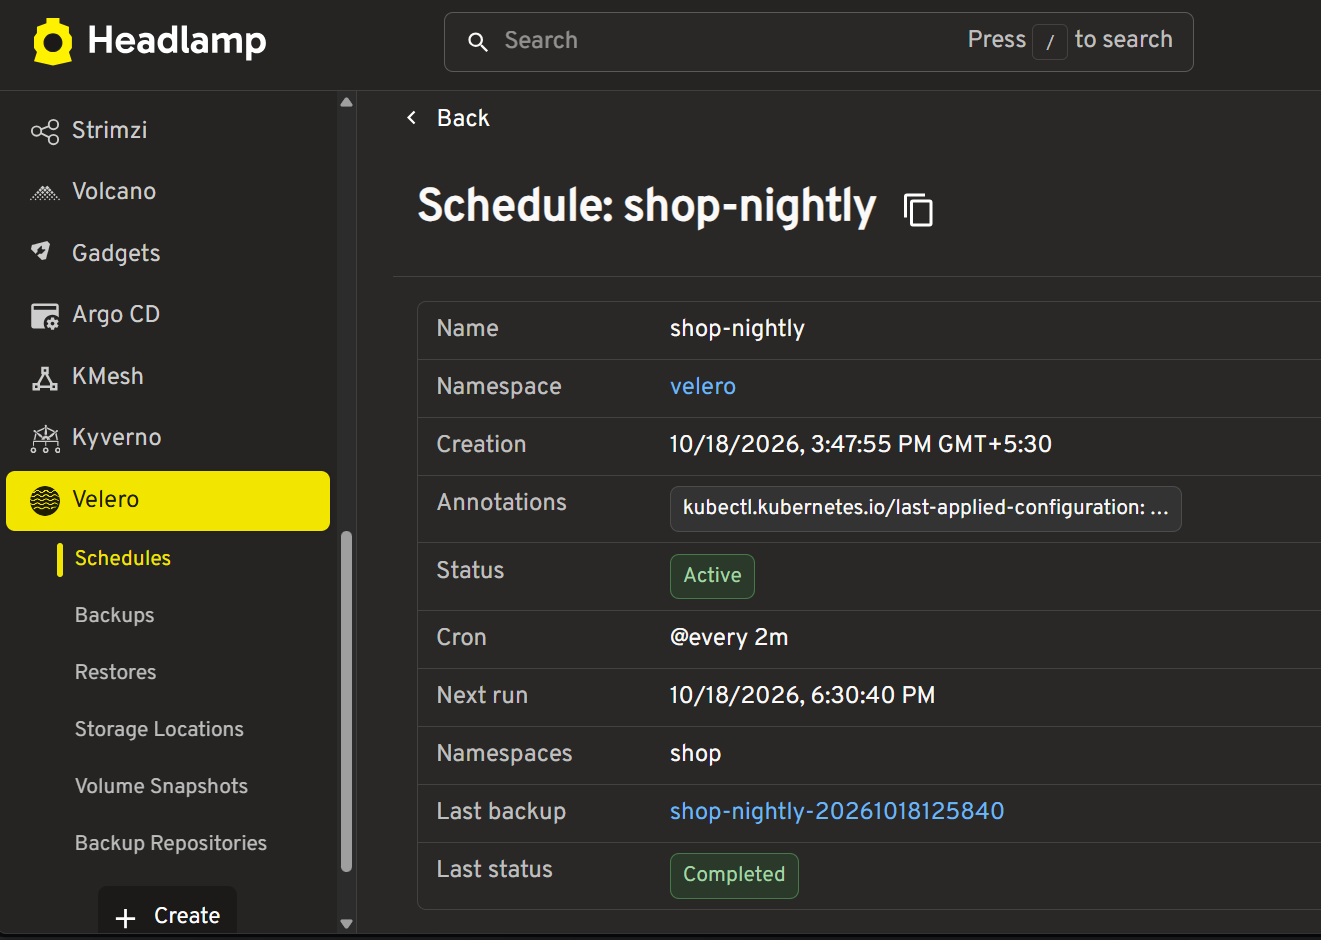 Headlamp
Search Press / to search
Strimzi
Volcano
Gadgets
Argo CD
KMesh
Kyverno
Velero
Schedules
Backups
Restores
Storage Locations
Volume Snapshots
Backup Repositories
Create
Back
Schedule: shop-nightly
Name shop-nightly
Namespace velero
Creation 10/18/2026, 3:47:55 PM GMT+5:30
Annotations kubectl.kubernetes.io/last-applied-configuration: ...
Status Active
Cron @every 2m
Next run 10/18/2026, 6:30:40 PM
Namespaces shop
Last backup shop-nightly-20261018125840
Last status Completed